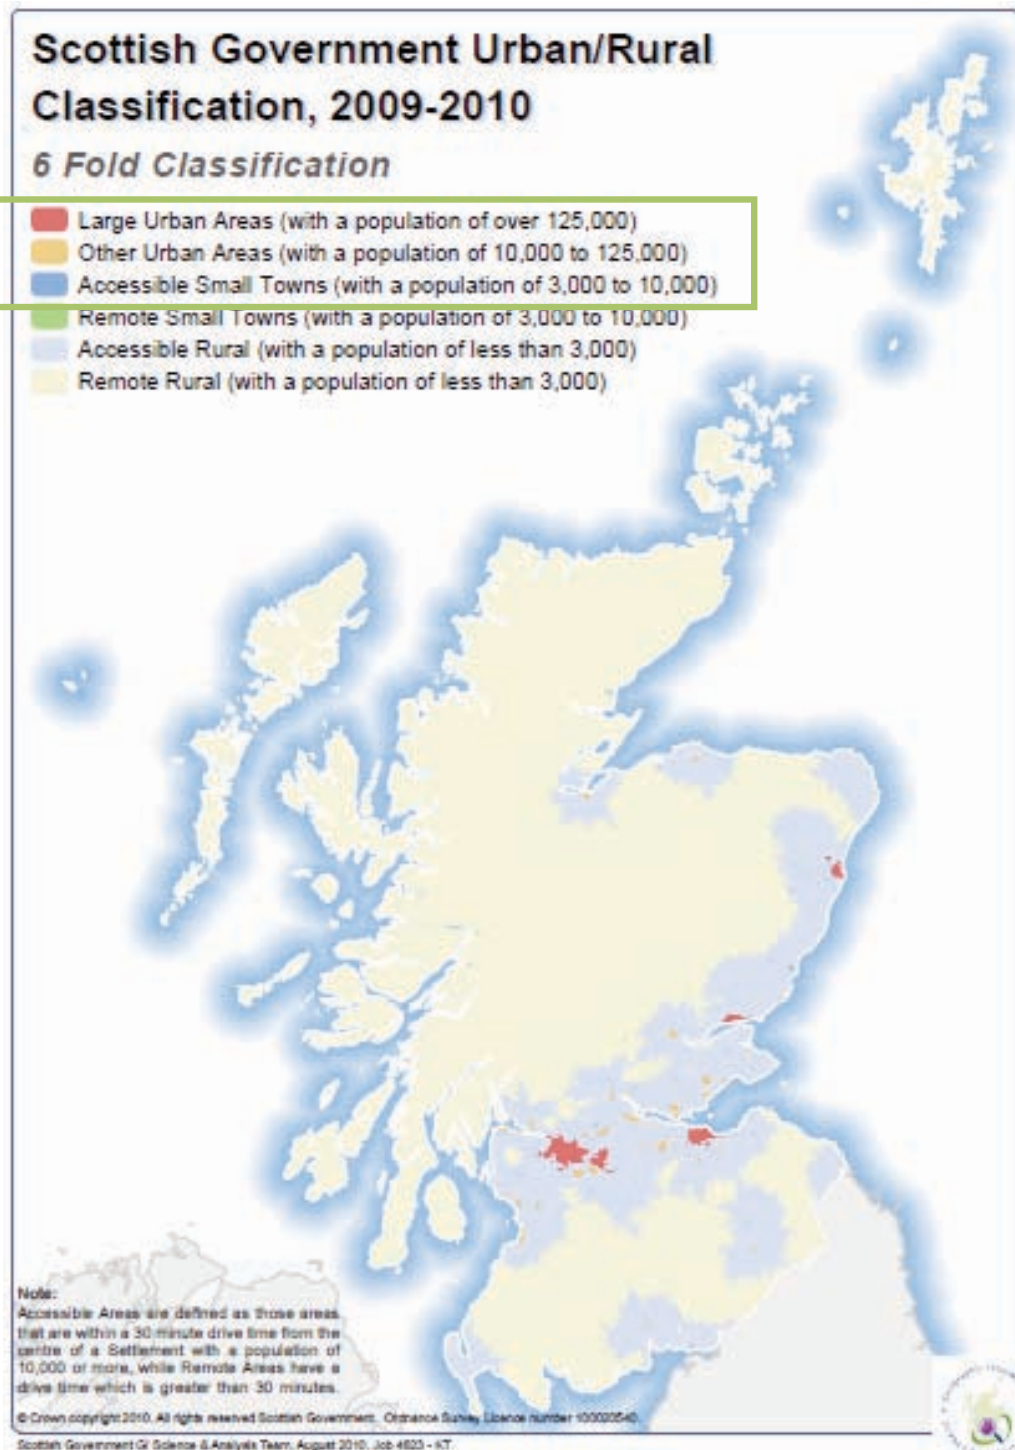 Scottish Government Urban/Rural
Classification, 2009-2010
6 Fold Classification
Large Urban Areas (with a population of over 125,000)
Other Urban Areas (with a population of 10,000 to 125,000)
Accessible Small Towns (with a population of 3,000 to 10,000)
Remote Small Towns (with a population of 3,000 to 10,000)
Accessible Rural (with a population of less than 3,000)
Remote Rural (with a population of less than 3,000)
Note:
Accessible Areas are defined as those areas
that are within a 30 minute drive time from the
centre of a Settlement with a population of
10,000 or more, while Remote Areas have a
drive time which is greater than 30 minutes.
© Crown copyright 2010. All rights reserved Scottish Government. Ordnance Survey Licence number 100020540.
Scottish Government GI Science & Analysis Team, August 2010, Job 4823 - KT